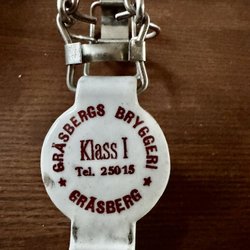 GRÄSBERGS BRYGGERI
Klass I
Tel. 25015
★ GRÄSBERG ★